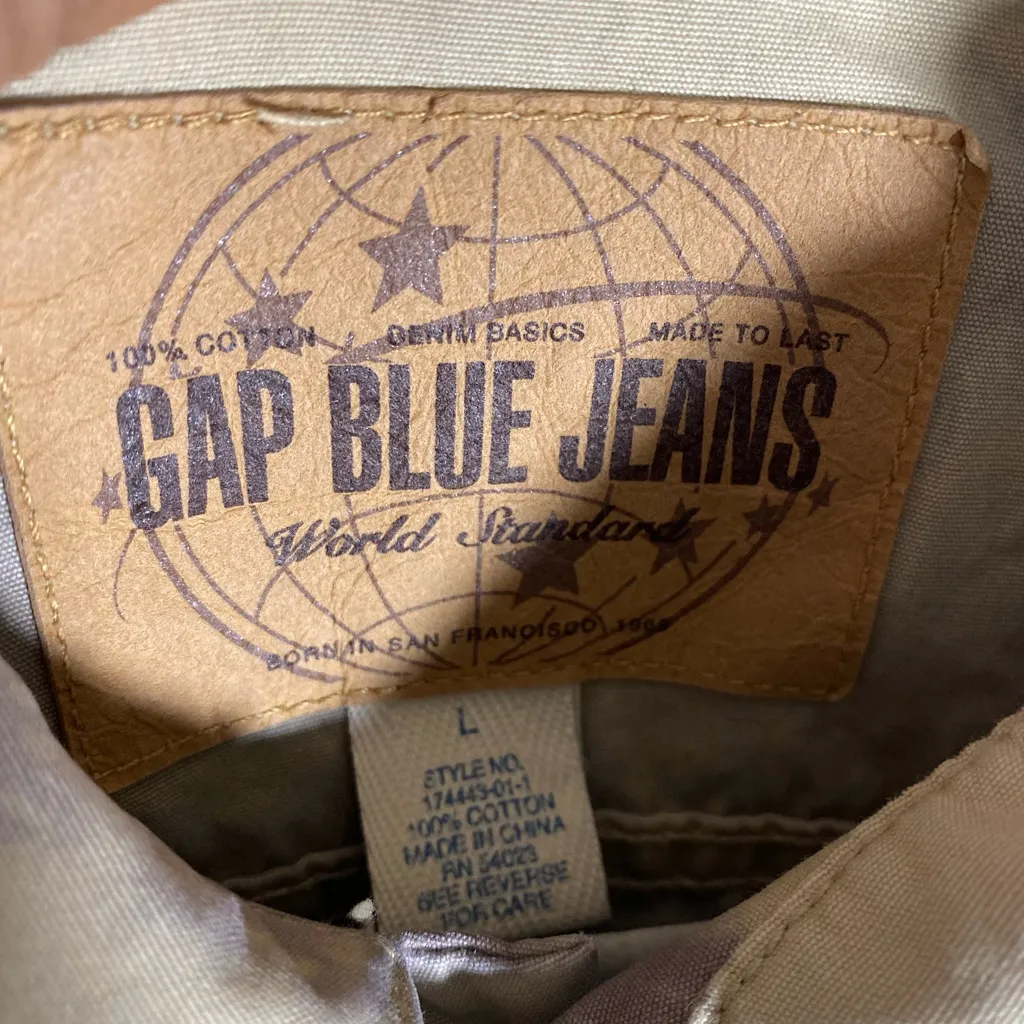 100% COTTON DENIM BASICS MADE TO LAST
GAP BLUE JEANS
World Standard
BORN IN SAN FRANCISCO 1969
L
STYLE NO.
174443-01-1
100% COTTON
MADE IN CHINA
RN 54023
SEE REVERSE
FOR CARE